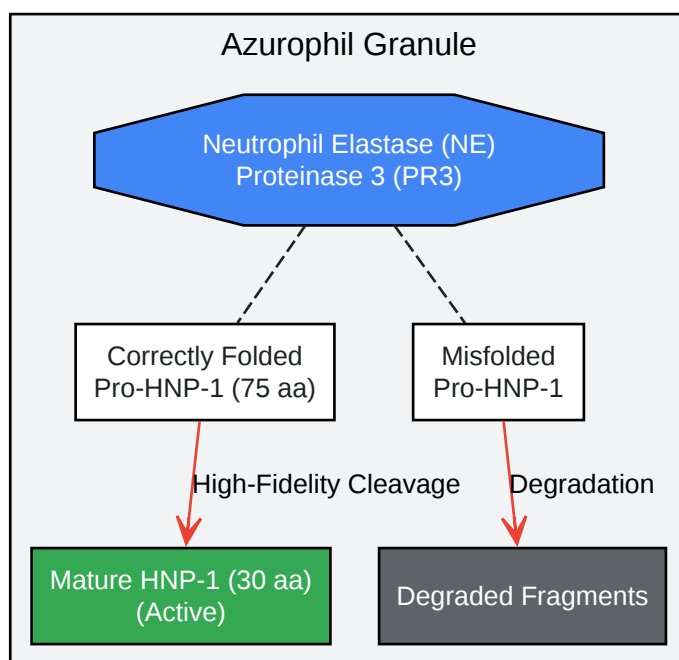 Azurophil Granule
Neutrophil Elastase (NE)
Proteinase 3 (PR3)
Correctly Folded
Pro-HNP-1 (75 aa)
Misfolded
Pro-HNP-1
High-Fidelity Cleavage
Degradation
Mature HNP-1 (30 aa)
(Active)
Degraded Fragments